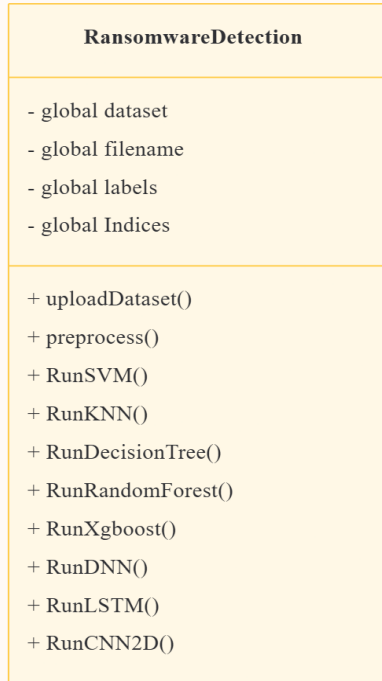 RansomwareDetection
- global dataset
- global filename
- global labels
- global Indices
+ uploadDataset()
+ preprocess()
+ RunSVM()
+ RunKNN()
+ RunDecisionTree()
+ RunRandomForest()
+ RunXgboost()
+ RunDNN()
+ RunLSTM()
+ RunCNN2D()